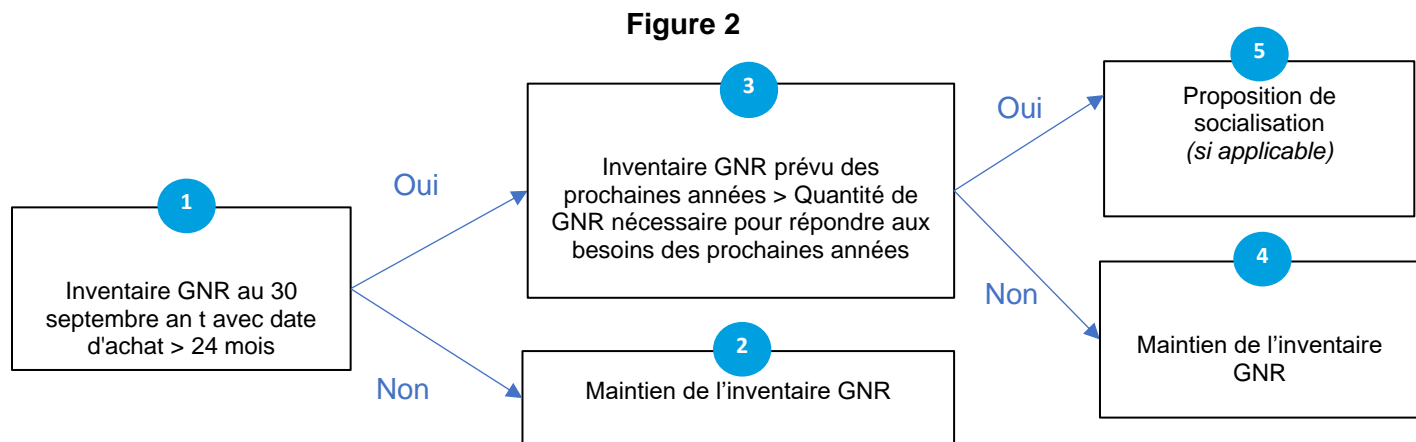 Figure 2
1
Inventaire GNR au 30
septembre an t avec date
d'achat > 24 mois
Oui
Non
3
Inventaire GNR prévu des
prochaines années > Quantité de
GNR nécessaire pour répondre aux
besoins des prochaines années
2
Maintien de l’inventaire GNR
Oui
Non
5
Proposition de
socialisation
(si applicable)
4
Maintien de l’inventaire
GNR